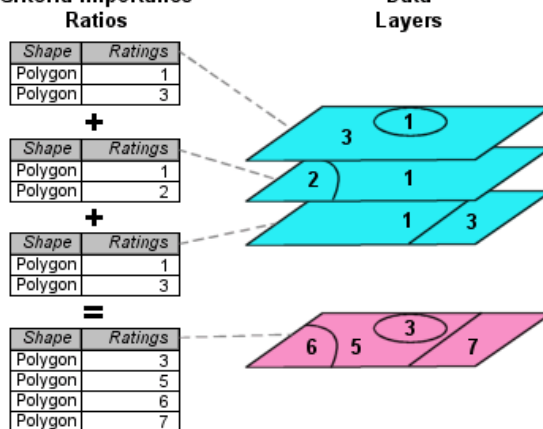 Criteria Importance
Ratios
Data
Layers
Shape Ratings
Polygon 1
Polygon 3
+
Shape Ratings
Polygon 1
Polygon 2
+
Shape Ratings
Polygon 1
Polygon 3
=
Shape Ratings
Polygon 3
Polygon 5
Polygon 6
Polygon 7
3 1
2 1
1 3
6 5 3 7